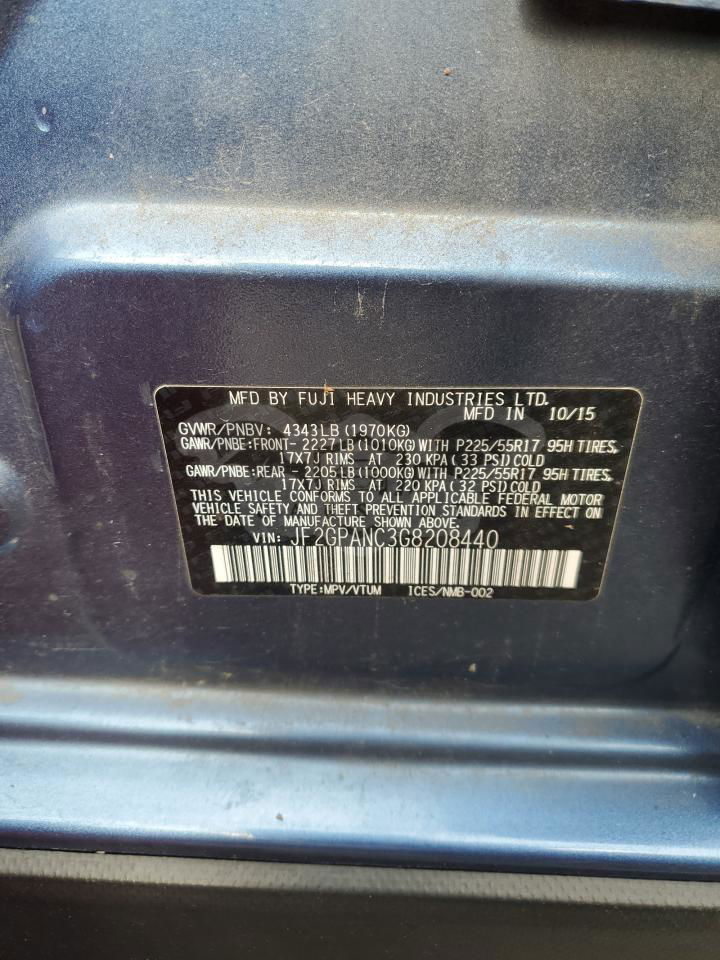 MFD BY FUJI HEAVY INDUSTRIES LTD.
MFD IN 10/15
GVWR/PNBV: 4343LB (1970KG)
GAWR/PNBE:FRONT- 2227LB (1010KG) WITH P225/55R17 95H TIRES,
17X7J RIMS AT 230 KPA (33 PSI) COLD
GAWR/PNBE:REAR - 2205LB (1000KG) WITH P225/55R17 95H TIRES,
17X7J RIMS AT 220 KPA (32 PSI) COLD
THIS VEHICLE CONFORMS TO ALL APPLICABLE FEDERAL MOTOR
VEHICLE SAFETY AND THEFT PREVENTION STANDARDS IN EFFECT ON
THE DATE OF MANUFACTURE SHOWN ABOVE.
VIN: JF2GPANC3G8208440
TYPE:MPV/VTUM ICES/NMB-002